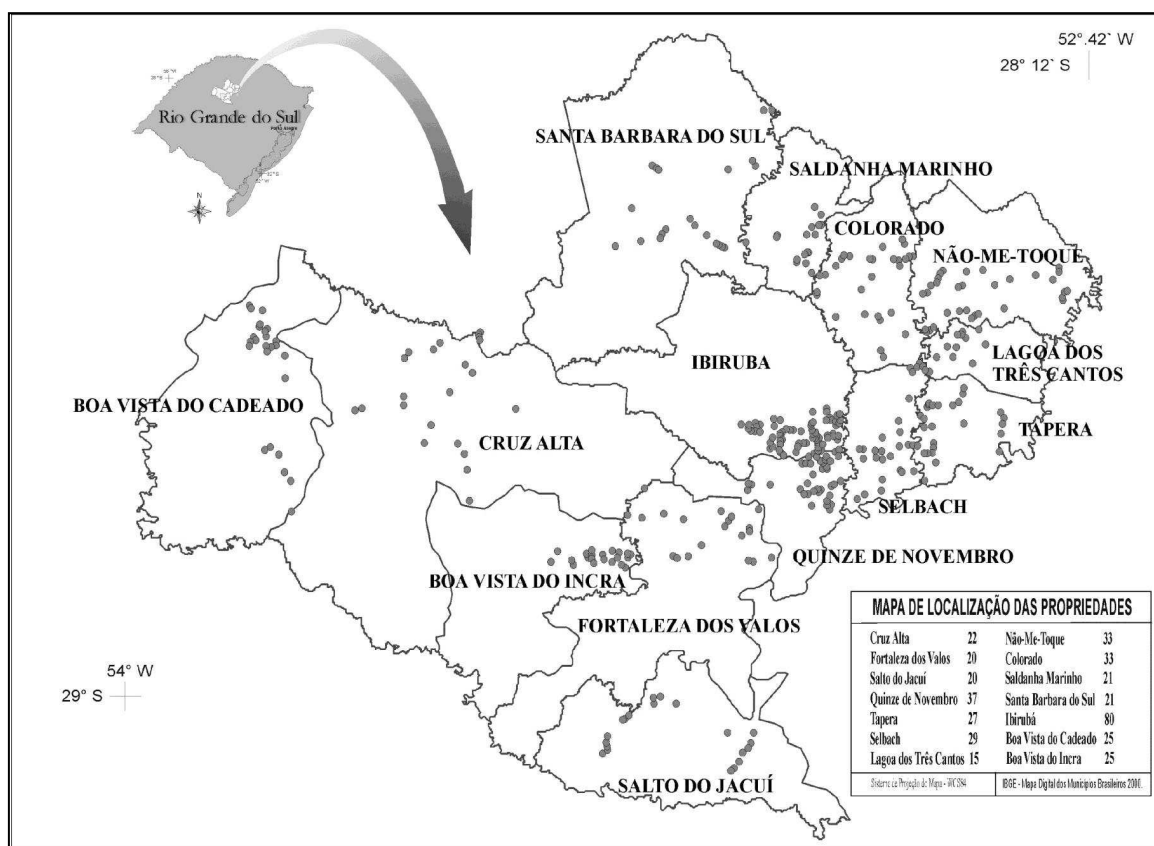 52°.42` W
28° 12` S
Rio Grande do Sul
Porto Alegre
N
SANTA BARBARA DO SUL
SALDANHA MARINHO
COLORADO
NÃO-ME-TOQUE
LAGOA DOS
TRÊS CANTOS
IBIRUBA
BOA VISTA DO CADEADO
CRUZ ALTA
TAPERA
SELBACH
QUINZE DE NOVEMBRO
BOA VISTA DO INCRA
FORTALEZA DOS VALOS
SALTO DO JACUÍ
54° W
29° S
MAPA DE LOCALIZAÇÃO DAS PROPRIEDADES
Cruz Alta 22 Não-Me-Toque 33
Fortaleza dos Valos 20 Colorado 33
Salto do Jacuí 20 Saldanha Marinho 21
Quinze de Novembro 37 Santa Barbara do Sul 21
Tapera 27 Ibirubá 80
Selbach 29 Boa Vista do Cadeado 25
Lagoa dos Três Cantos 15 Boa Vista do Incra 25
Sistema de Projeção do Mapa - WGS84 IBGE - Mapa Digital dos Municípios Brasileiros 2000.